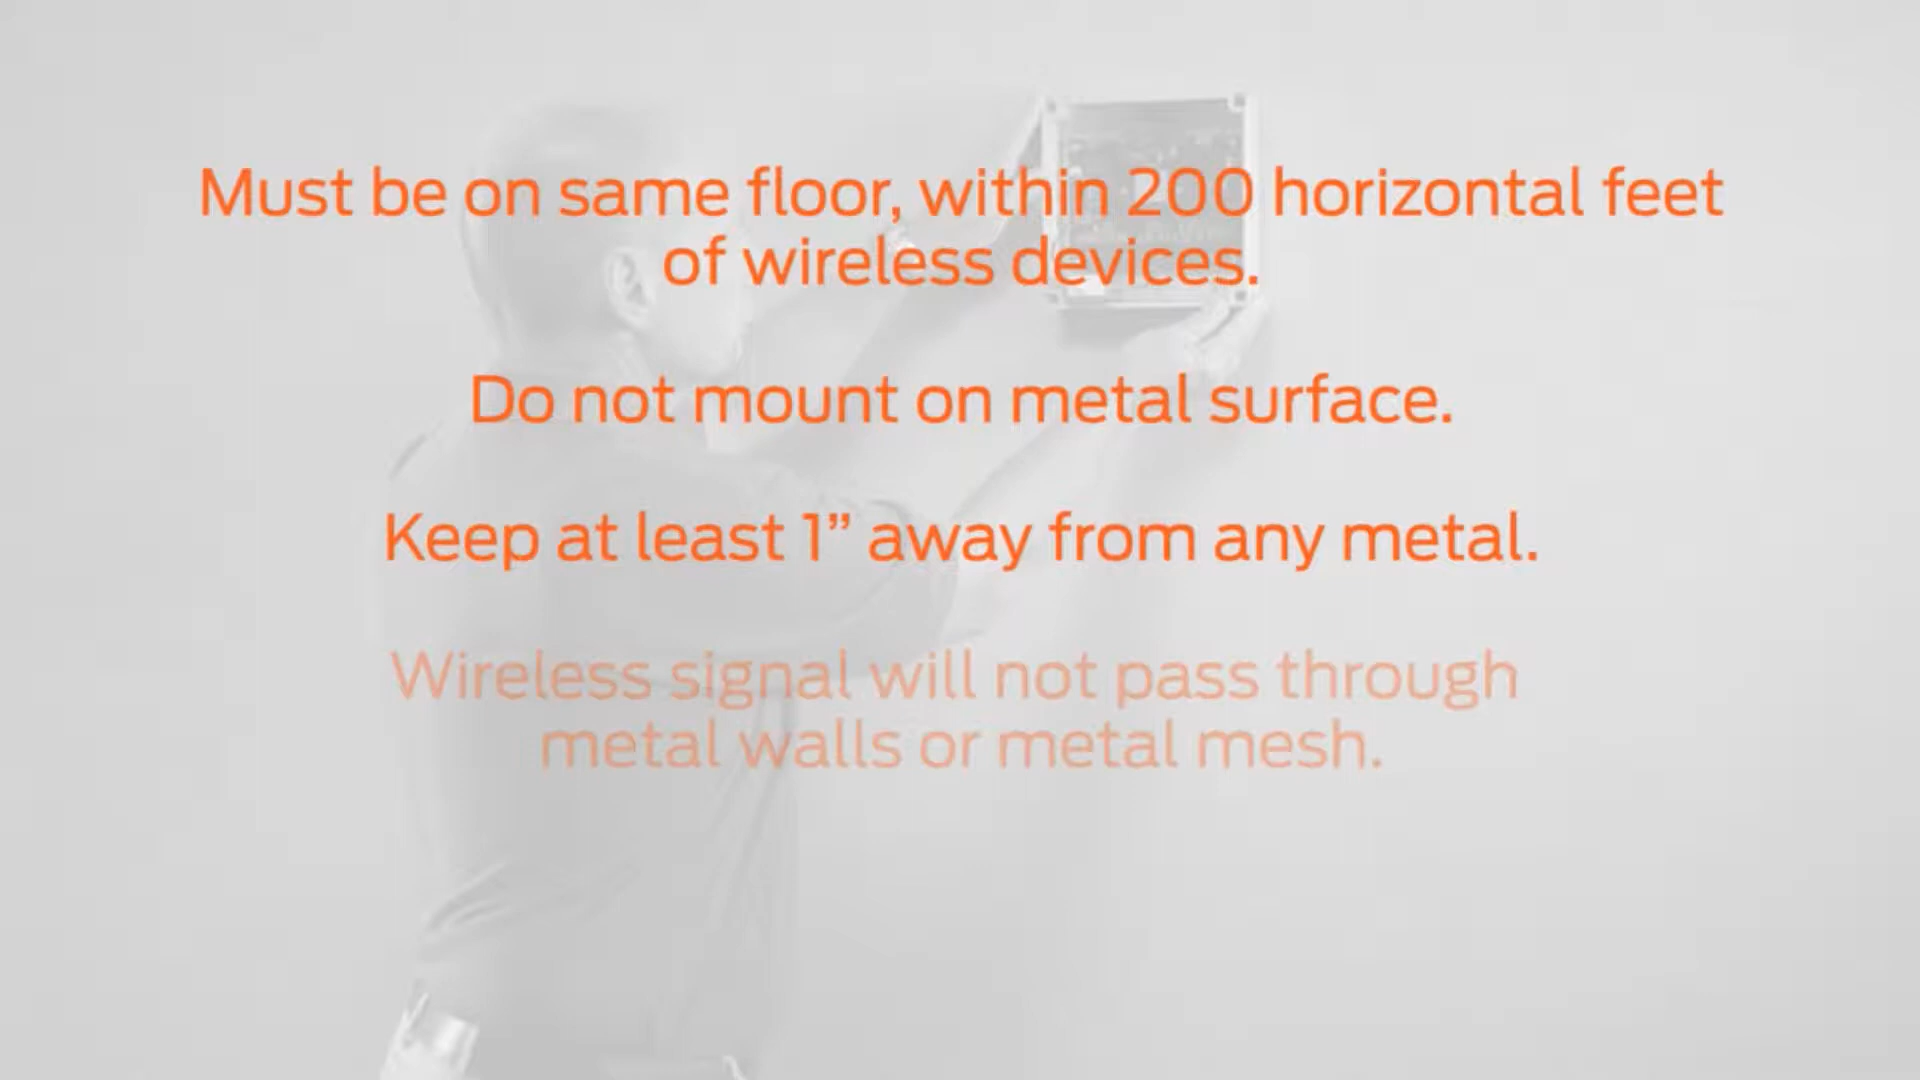 Must be on same floor, within 200 horizontal feet
of wireless devices.
Do not mount on metal surface.
Keep at least 1” away from any metal.
Wireless signal will not pass through
metal walls or metal mesh.